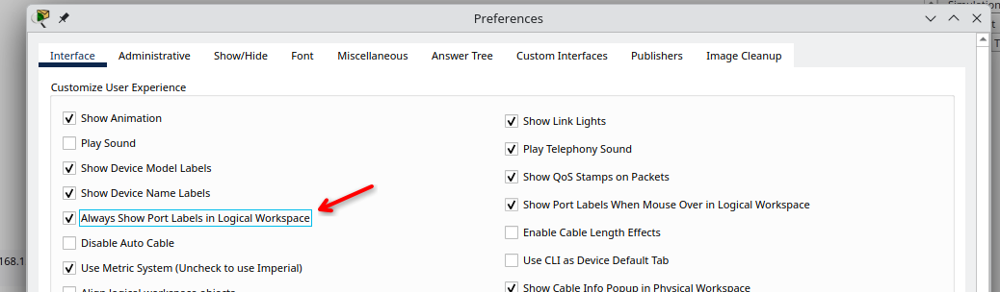 Preferences
Simulation
t
T
Interface Administrative Show/Hide Font Miscellaneous Answer Tree Custom Interfaces Publishers Image Cleanup
Customize User Experience
Show Animation
Play Sound
Show Device Model Labels
Show Device Name Labels
Always Show Port Labels in Logical Workspace
Disable Auto Cable
Use Metric System (Uncheck to use Imperial)
Align logical workspace objects
Show Link Lights
Play Telephony Sound
Show QoS Stamps on Packets
Show Port Labels When Mouse Over in Logical Workspace
Enable Cable Length Effects
Use CLI as Device Default Tab
Show Cable Info Popup in Physical Workspace
168.1